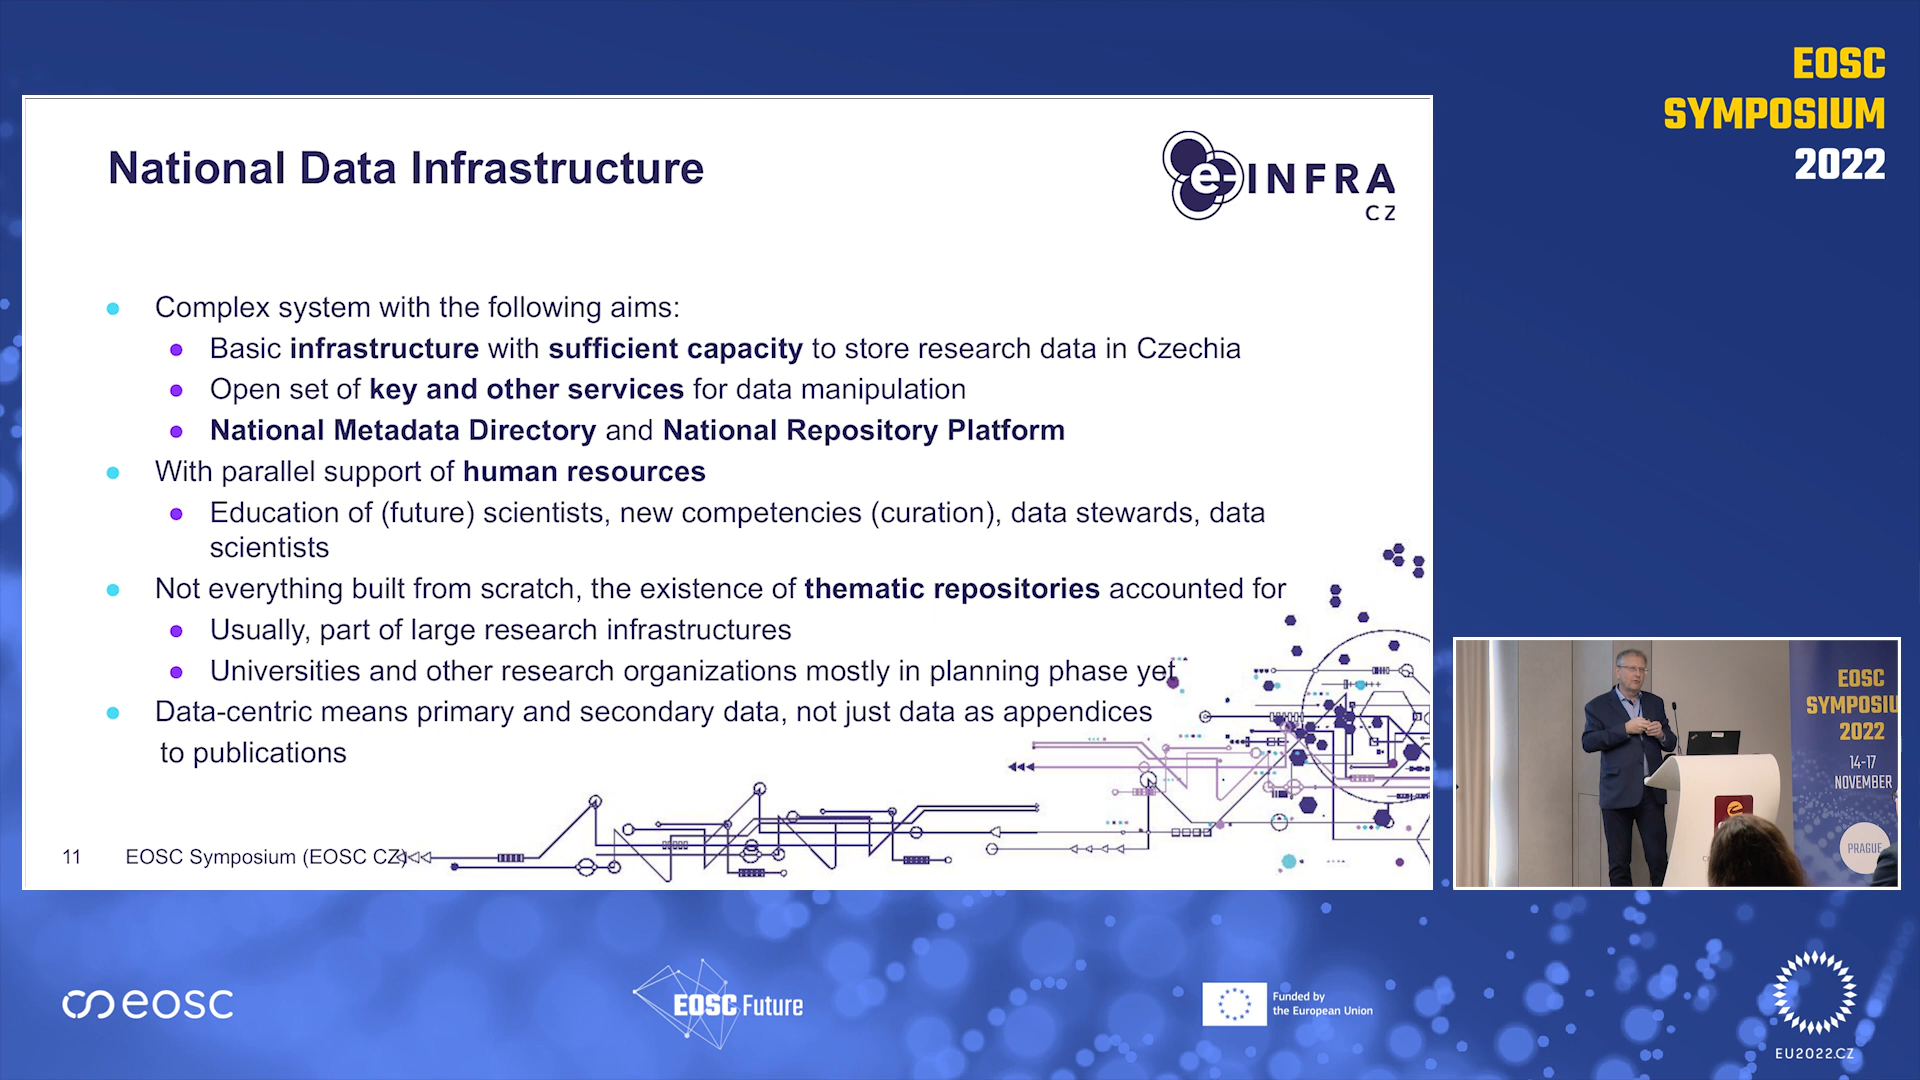 EOSC
SYMPOSIUM
2022
National Data Infrastructure
e-INFRA
CZ
Complex system with the following aims:
Basic infrastructure with sufficient capacity to store research data in Czechia
Open set of key and other services for data manipulation
National Metadata Directory and National Repository Platform
With parallel support of human resources
Education of (future) scientists, new competencies (curation), data stewards, data
scientists
Not everything built from scratch, the existence of thematic repositories accounted for
Usually, part of large research infrastructures
Universities and other research organizations mostly in planning phase yet
Data-centric means primary and secondary data, not just data as appendices
to publications
11 EOSC Symposium (EOSC CZ)
EOSC
SYMPOSIU
2022
14-17
NOVEMBER
PRAGUE
eosc
EOSC Future
Funded by
the European Union
EU2022.CZ